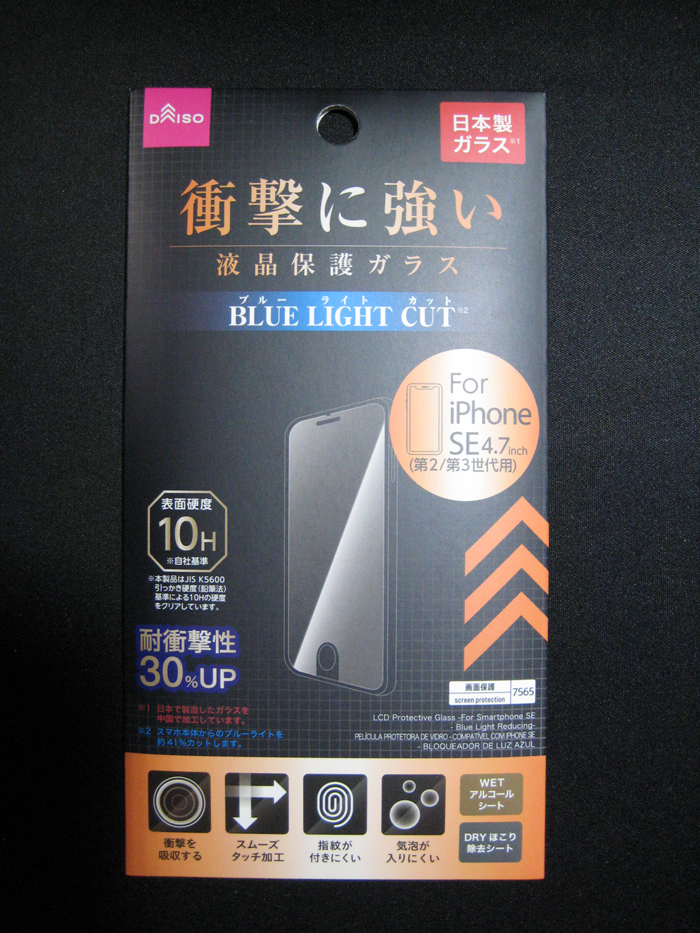 DAISO
日本製
ガラス※1
衝撃に強い
液晶保護ガラス
ブルー ライト カット
BLUE LIGHT CUT※2
For
iPhone
SE4.7inch
(第2/第3世代用)
表面硬度
10H
※自社基準
※本製品はJIS K5600
引っかき硬度(鉛筆法)
基準による10Hの硬度
をクリアしています。
耐衝撃性
30%UP
※1 日本で製造したガラスを
中国で加工しています。
※2 スマホ本体からのブルーライトを
約41%カットします。
画面保護
screen protection
7565
LCD Protective Glass -For Smartphone SE
- Blue Light Reducing-
PELÍCULA PROTETORA DE VIDRO - COMPATÍVEL COM IPHONE SE
- BLOQUEADOR DE LUZ AZUL
衝撃を
吸収する
スムーズ
タッチ加工
指紋が
付きにくい
気泡が
入りにくい
WET
アルコール
シート
DRY ほこり
除去シート